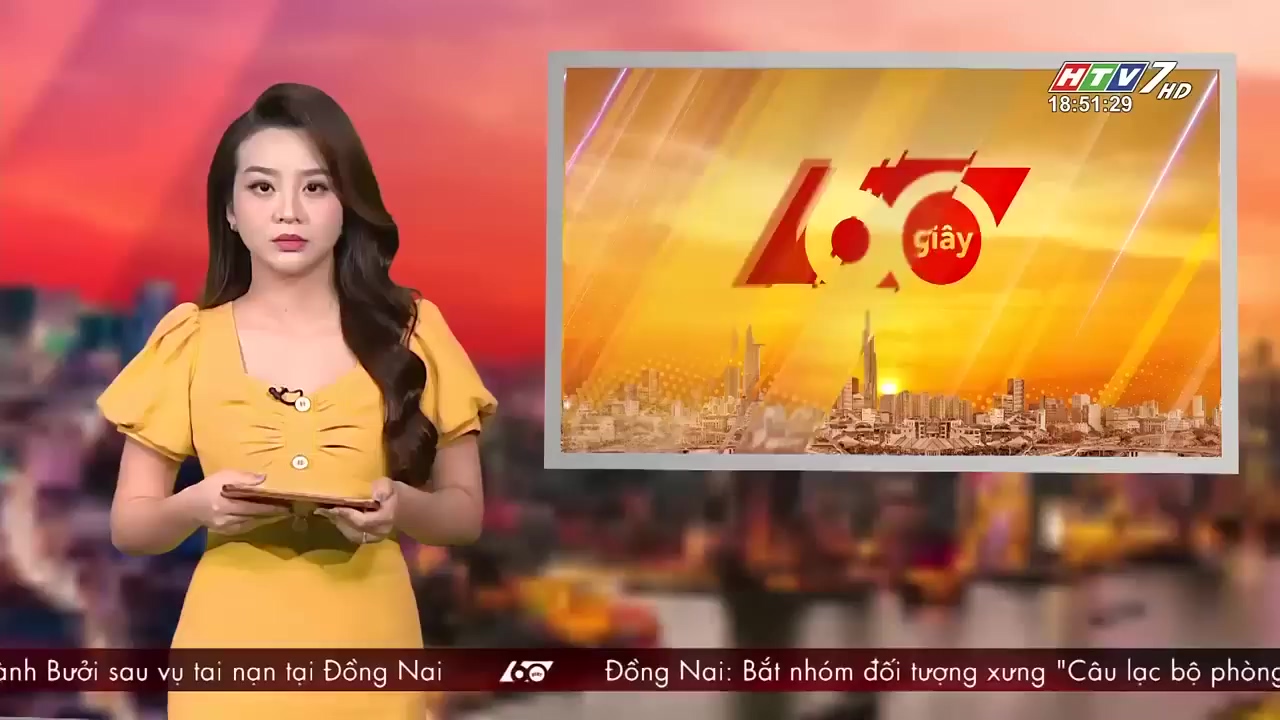 HTV7 HD
18:51:29
60 giây
ành Bưởi sau vụ tai nạn tại Đồng Nai 60 Đồng Nai: Bắt nhóm đối tượng xưng "Câu lạc bộ phòng